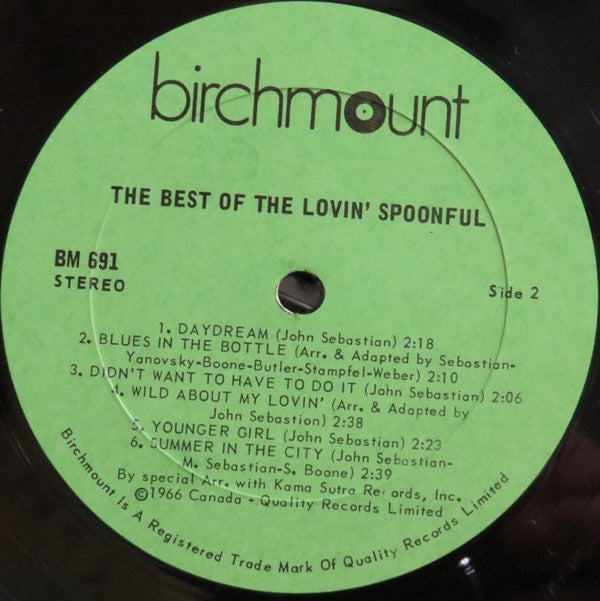 birchmount
THE BEST OF THE LOVIN' SPOONFUL
BM 691
STEREO
Side 2
1. DAYDREAM (John Sebastian) 2:18
2. BLUES IN THE BOTTLE (Arr. & Adapted by Sebastian-
Yanovsky-Boone-Butler-Stampfel-Weber) 2:10
3. DIDN'T WANT TO HAVE TO DO IT (John Sebastian) 2:06
4. WILD ABOUT MY LOVIN' (Arr. & Adapted by
John Sebastion) 2:38
5. YOUNGER GIRL (John Sebastian) 2:23
6. SUMMER IN THE CITY (John Sebastian-
M. Sebastian-S. Boone) 2:39
By special Arr. with Kama Sutra Records, Inc.
©1966 Canada - Quality Records Limited
Birchmount Is A Registered Trade Mark Of Quality Records Limited